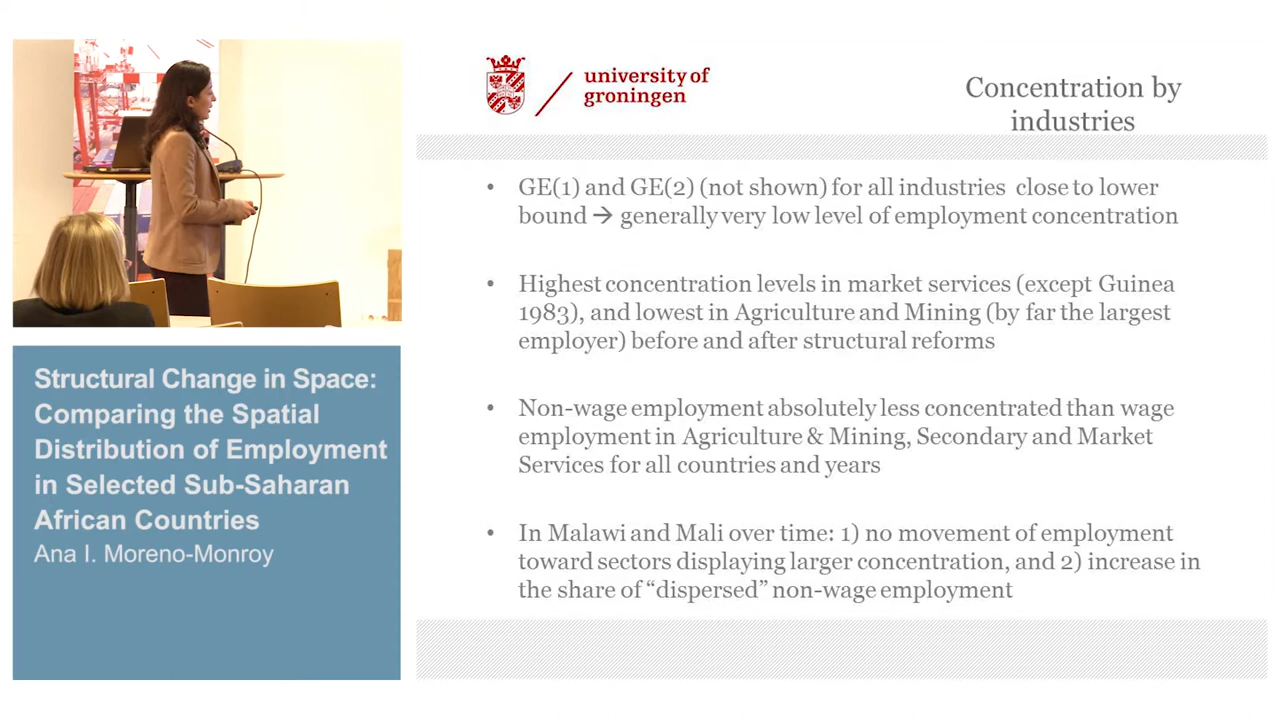 university of
groningen
Concentration by
industries
• GE(1) and GE(2) (not shown) for all industries close to lower
bound → generally very low level of employment concentration
• Highest concentration levels in market services (except Guinea
1983), and lowest in Agriculture and Mining (by far the largest
employer) before and after structural reforms
• Non-wage employment absolutely less concentrated than wage
employment in Agriculture & Mining, Secondary and Market
Services for all countries and years
• In Malawi and Mali over time: 1) no movement of employment
toward sectors displaying larger concentration, and 2) increase in
the share of “dispersed” non-wage employment
Structural Change in Space:
Comparing the Spatial
Distribution of Employment
in Selected Sub-Saharan
African Countries
Ana I. Moreno-Monroy